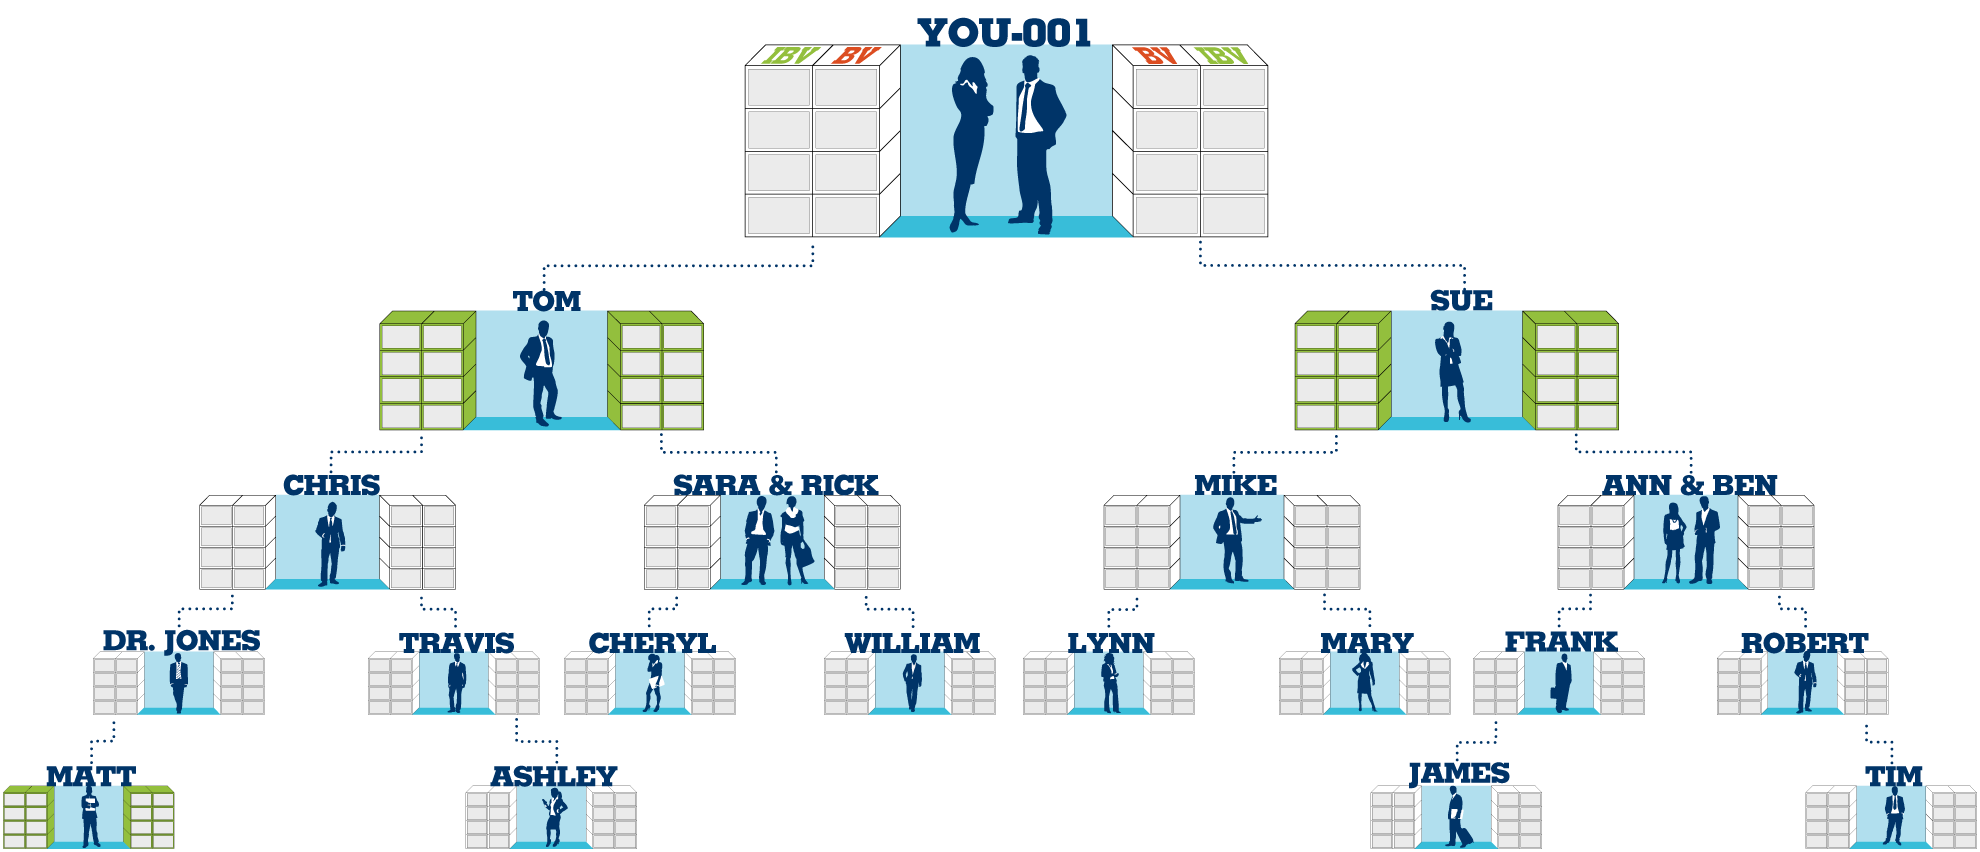 YOU-001
IBV BV BV IBV
TOM SUE
CHRIS SARA & RICK MIKE ANN & BEN
DR. JONES TRAVIS CHERYL WILLIAM LYNN MARY FRANK ROBERT
MATT ASHLEY JAMES TIM